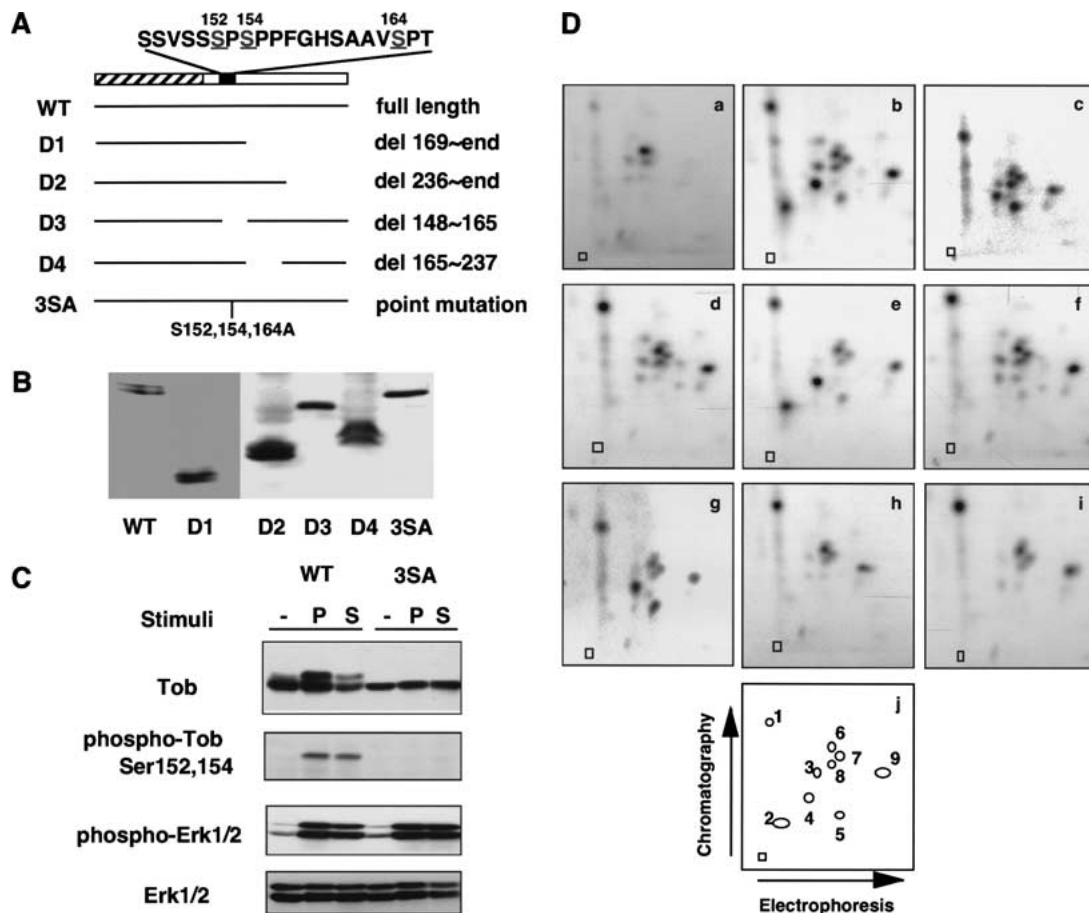 A
152 154 164
SSVSSSPSPPFGHSAAVSPT
WT full length
D1 del 169~end
D2 del 236~end
D3 del 148~165
D4 del 165~237
3SA point mutation
S152,154,164A
B
WT D1 D2 D3 D4 3SA
C
WT 3SA
Stimuli - P S - P S
Tob
phospho-Tob
Ser152,154
phospho-Erk1/2
Erk1/2
D
a b c
d e f
g h i
j
1
6
7
3
8
9
2
4
5
Chromatography
Electrophoresis